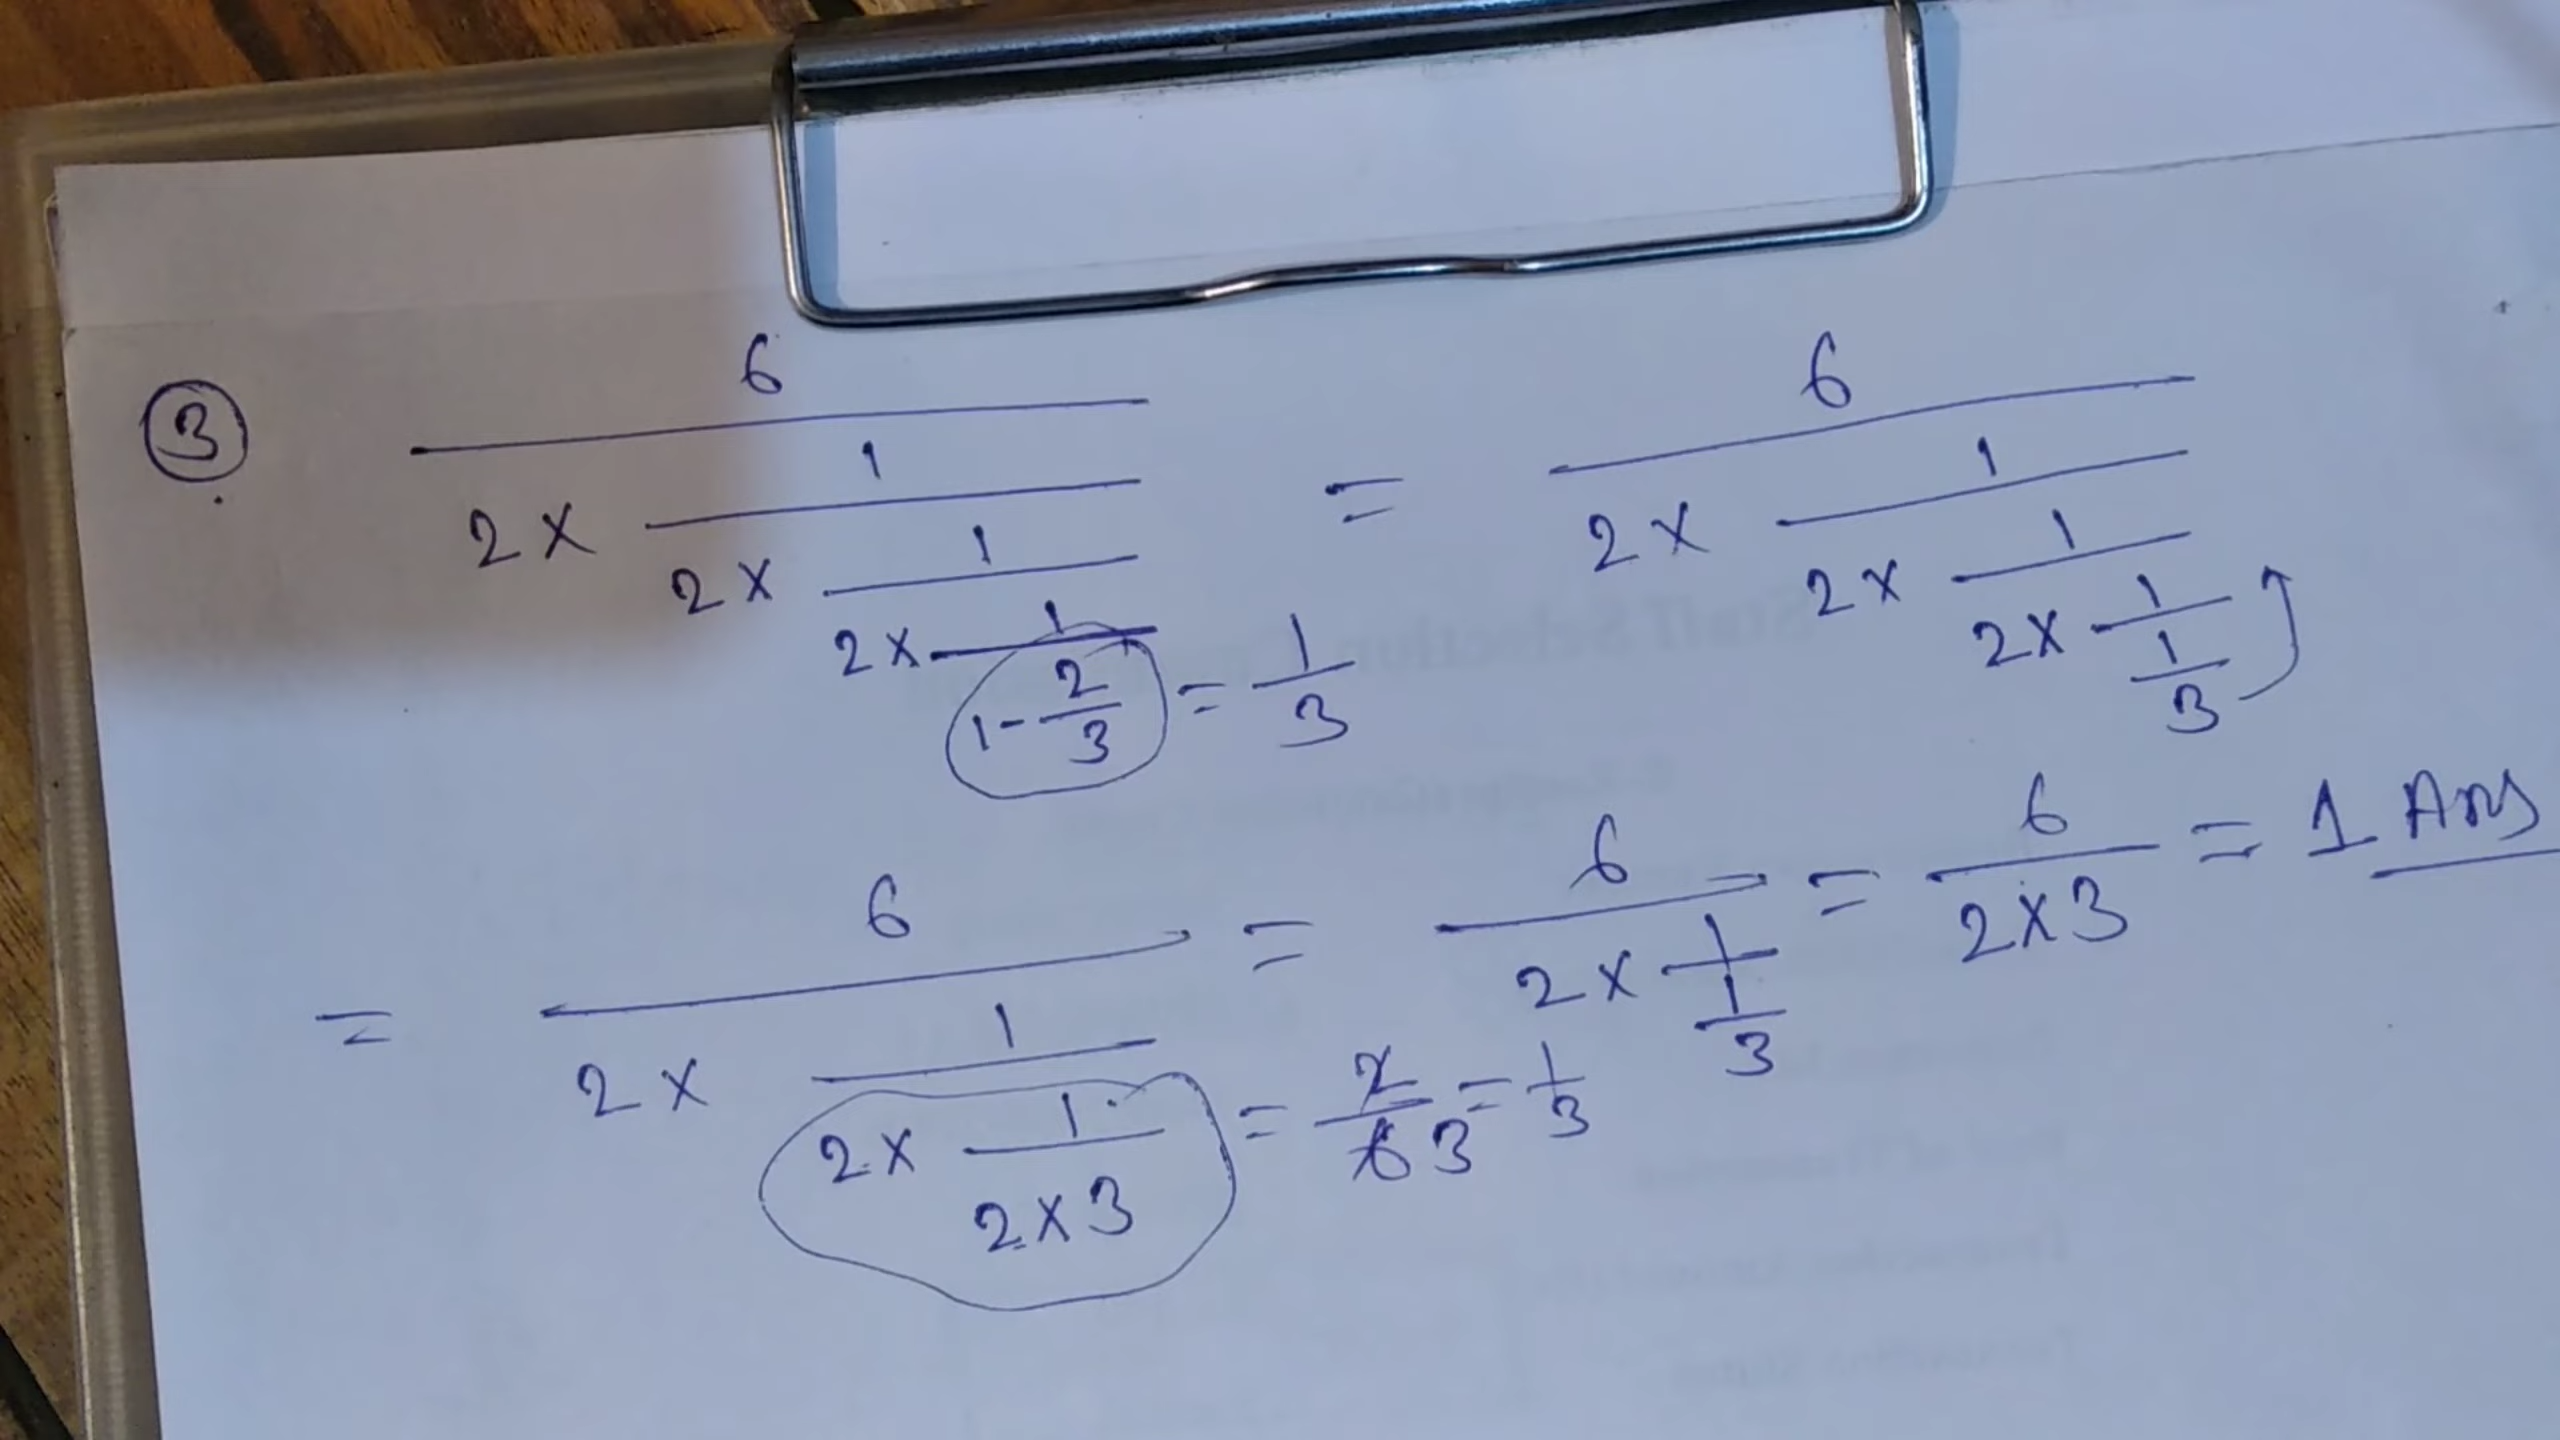 ③ 6/(2 × 1/(2 × 1/(2 × 1/(1 - 2/3)))) = 6/(2 × 1/(2 × 1/(2 × 1/(1/3))))
1 - 2/3 = 1/3
= 6/(2 × 1/(2 × 1/(2 × 3))) = 6/(2 × 1/(1/3)) = 6/(2 × 3) = 1 Ans
2 × 1/(2 × 3) = 2/6 3 = 1/3